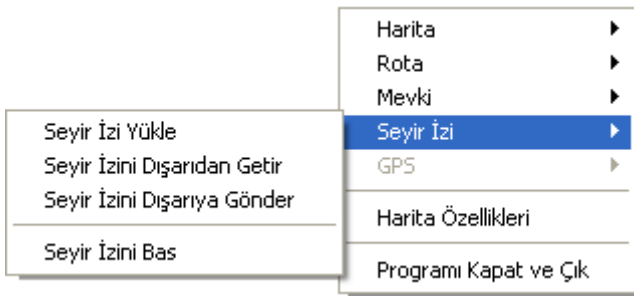 Harita
Rota
Mevki
Seyir İzi
GPS
Harita Özellikleri
Programı Kapat ve Çık
Seyir İzi Yükle
Seyir İzini Dışarıdan Getir
Seyir İzini Dışarıya Gönder
Seyir İzini Bas